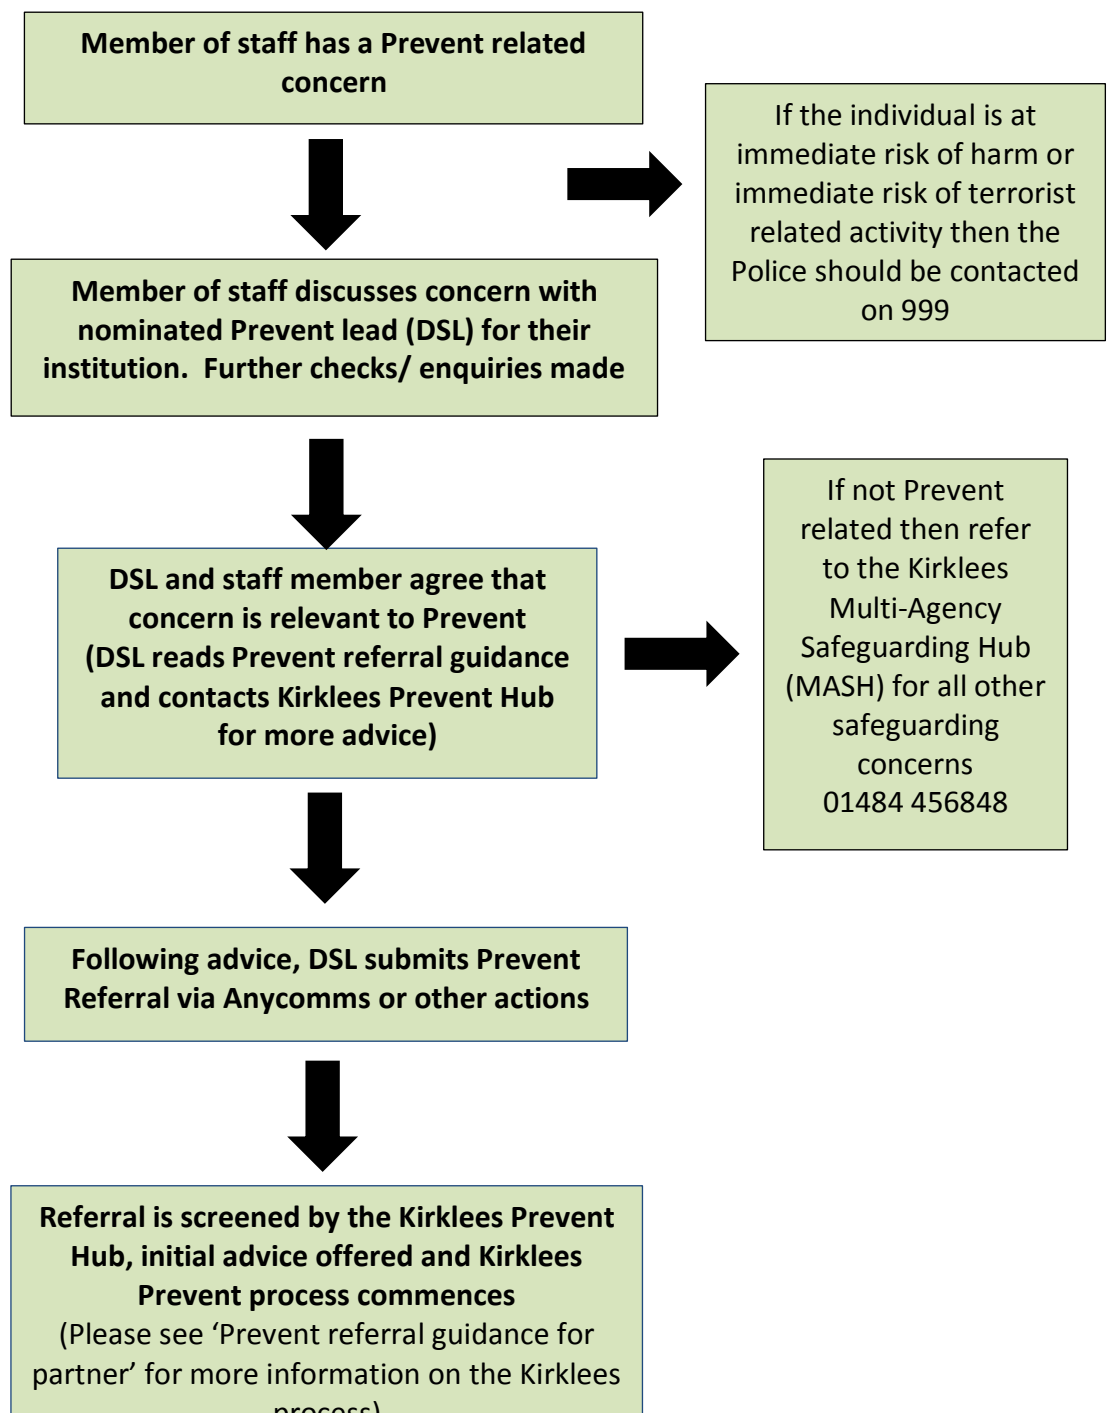 Member of staff has a Prevent related
concern
If the individual is at
immediate risk of harm or
immediate risk of terrorist
related activity then the
Police should be contacted
on 999
Member of staff discusses concern with
nominated Prevent lead (DSL) for their
institution.  Further checks/ enquiries made
DSL and staff member agree that
concern is relevant to Prevent
(DSL reads Prevent referral guidance
and contacts Kirklees Prevent Hub
for more advice)
If not Prevent
related then refer
to the Kirklees
Multi-Agency
Safeguarding Hub
(MASH) for all other
safeguarding
concerns
01484 456848
Following advice, DSL submits Prevent
Referral via Anycomms or other actions
Referral is screened by the Kirklees Prevent
Hub, initial advice offered and Kirklees
Prevent process commences
(Please see ‘Prevent referral guidance for
partner’ for more information on the Kirklees
process)